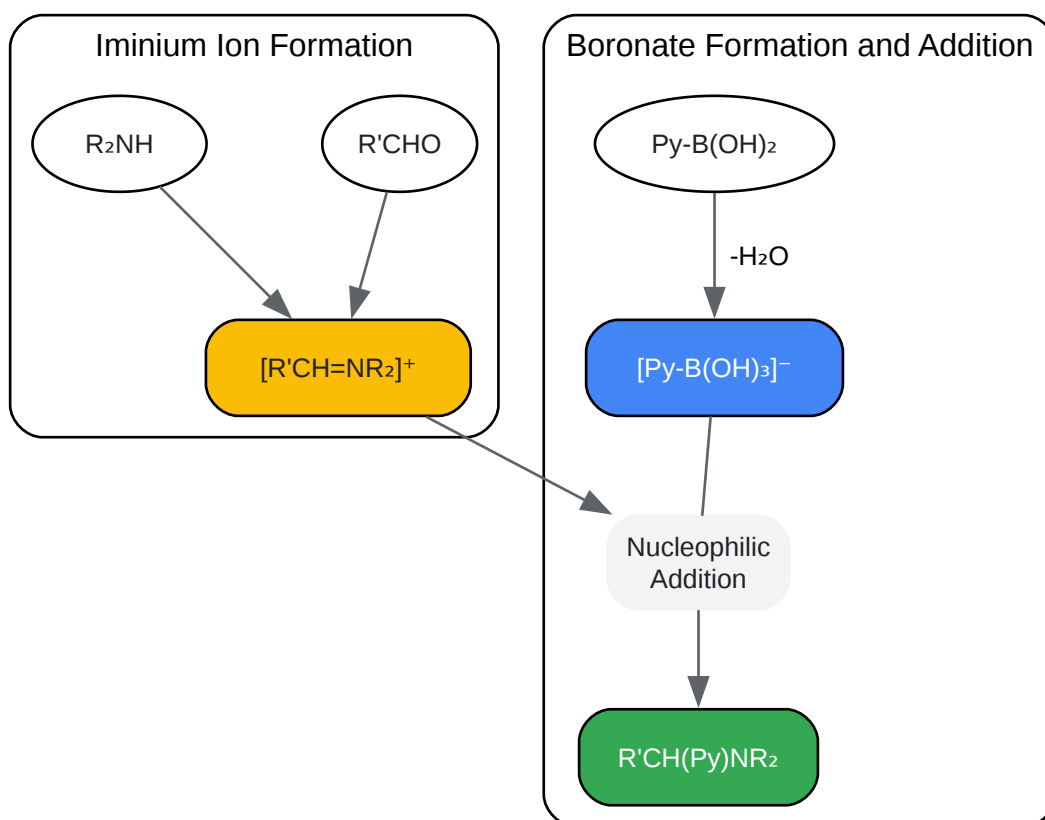 Iminium Ion Formation
R₂NH
R'CHO
[R'CH=NR₂]⁺
Boronate Formation and Addition
Py-B(OH)₂
-H₂O
[Py-B(OH)₃]⁻
Nucleophilic
Addition
R'CH(Py)NR₂